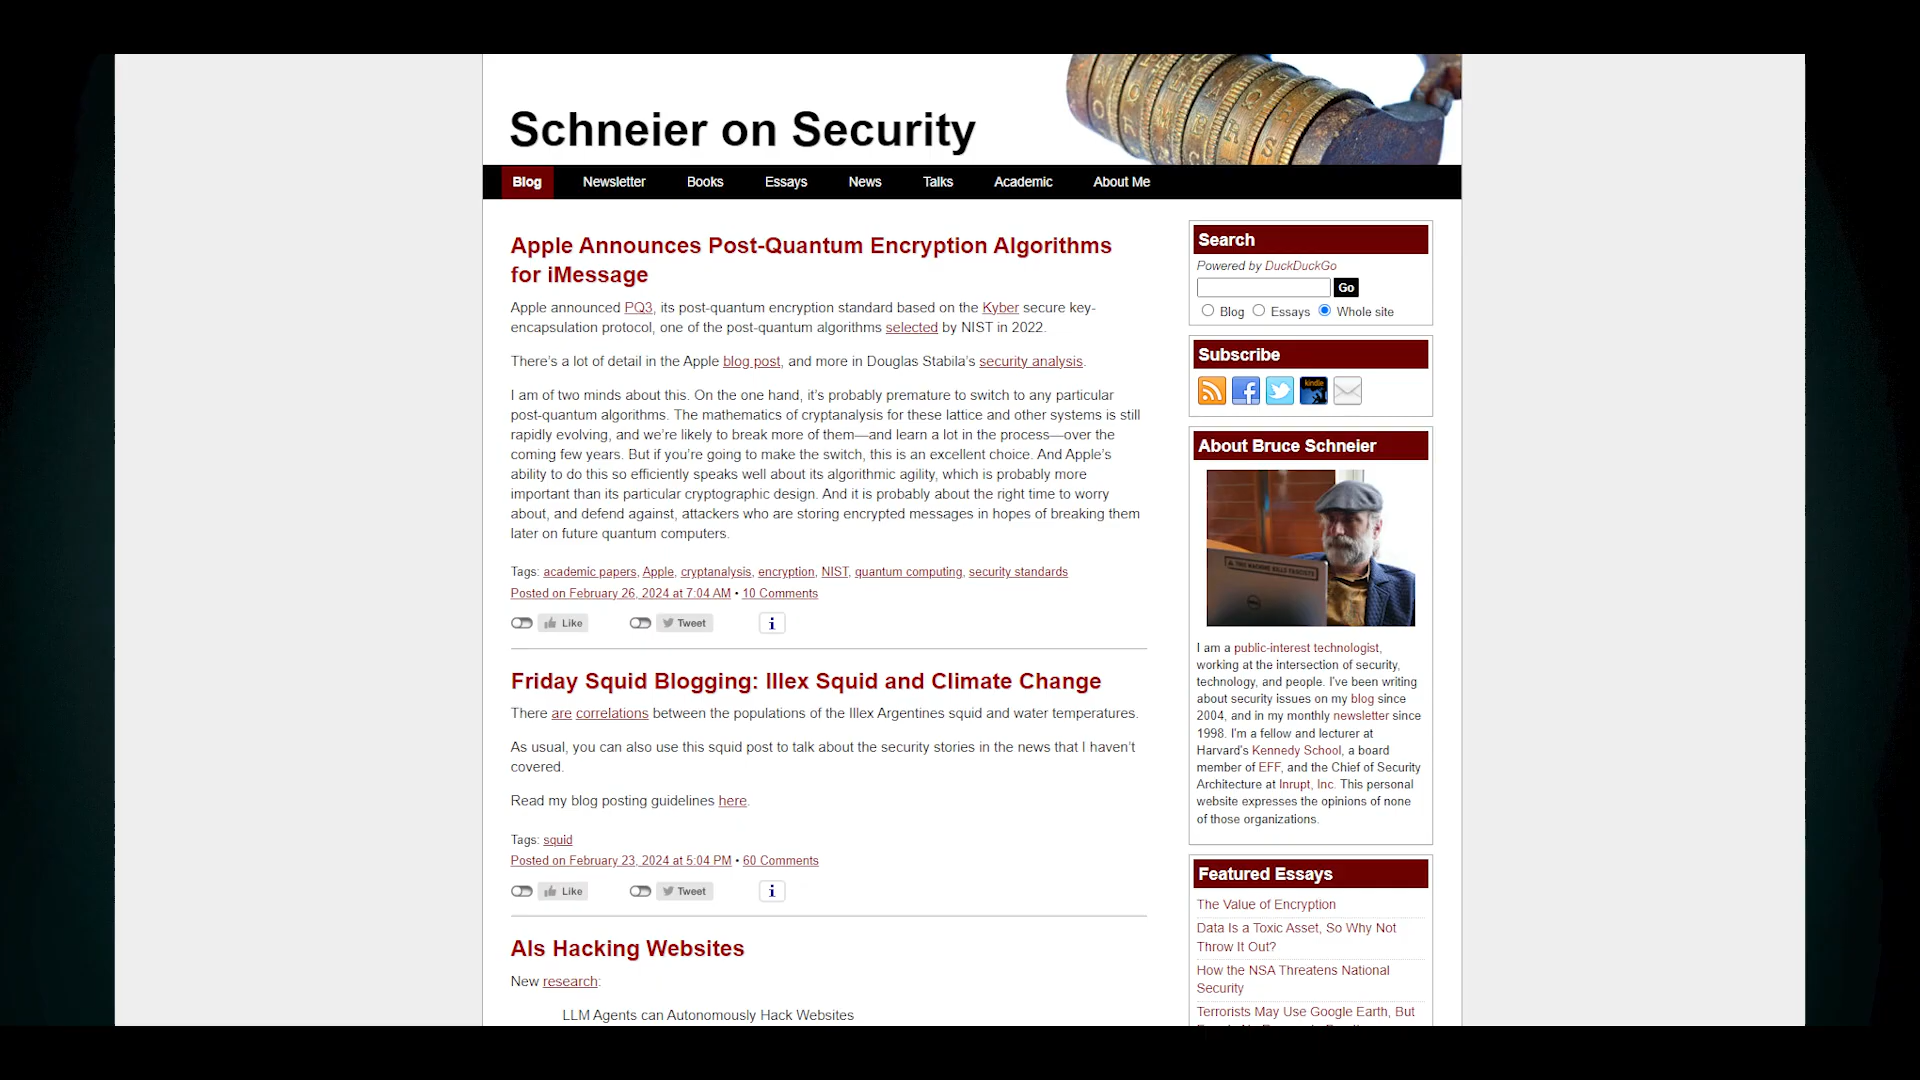 Schneier on Security
Blog
Newsletter
Books
Essays
News
Talks
Academic
About Me
Apple Announces Post-Quantum Encryption Algorithms
for iMessage
Apple announced PQ3, its post-quantum encryption standard based on the Kyber secure key-
encapsulation protocol, one of the post-quantum algorithms selected by NIST in 2022.
There's a lot of detail in the Apple blog post, and more in Douglas Stabila's security analysis.
I am of two minds about this. On the one hand, it's probably premature to switch to any particular
post-quantum algorithms. The mathematics of cryptanalysis for these lattice and other systems is still
rapidly evolving, and we're likely to break more of them—and learn a lot in the process—over the
coming few years. But if you're going to make the switch, this is an excellent choice. And Apple's
ability to do this so efficiently speaks well about its algorithmic agility, which is probably more
important than its particular cryptographic design. And it is probably about the right time to worry
about, and defend against, attackers who are storing encrypted messages in hopes of breaking them
later on future quantum computers.
Tags: academic papers, Apple, cryptanalysis, encryption, NIST, quantum computing, security standards
Posted on February 26, 2024 at 7:04 AM • 10 Comments
Like
Tweet
i
Friday Squid Blogging: Illex Squid and Climate Change
There are correlations between the populations of the Illex Argentines squid and water temperatures.
As usual, you can also use this squid post to talk about the security stories in the news that I haven't
covered.
Read my blog posting guidelines here.
Tags: squid
Posted on February 23, 2024 at 5:04 PM • 60 Comments
Like
Tweet
i
AIs Hacking Websites
New research:
LLM Agents can Autonomously Hack Websites
Search
Powered by DuckDuckGo
Go
Blog Essays Whole site
Subscribe
kindle
About Bruce Schneier
THIS MACHINE KILLS FASCISTS
DELL
I am a public-interest technologist,
working at the intersection of security,
technology, and people. I've been writing
about security issues on my blog since
2004, and in my monthly newsletter since
1998. I'm a fellow and lecturer at
Harvard's Kennedy School, a board
member of EFF, and the Chief of Security
Architecture at Inrupt, Inc. This personal
website expresses the opinions of none
of those organizations.
Featured Essays
The Value of Encryption
Data Is a Toxic Asset, So Why Not
Throw It Out?
How the NSA Threatens National
Security
Terrorists May Use Google Earth, But